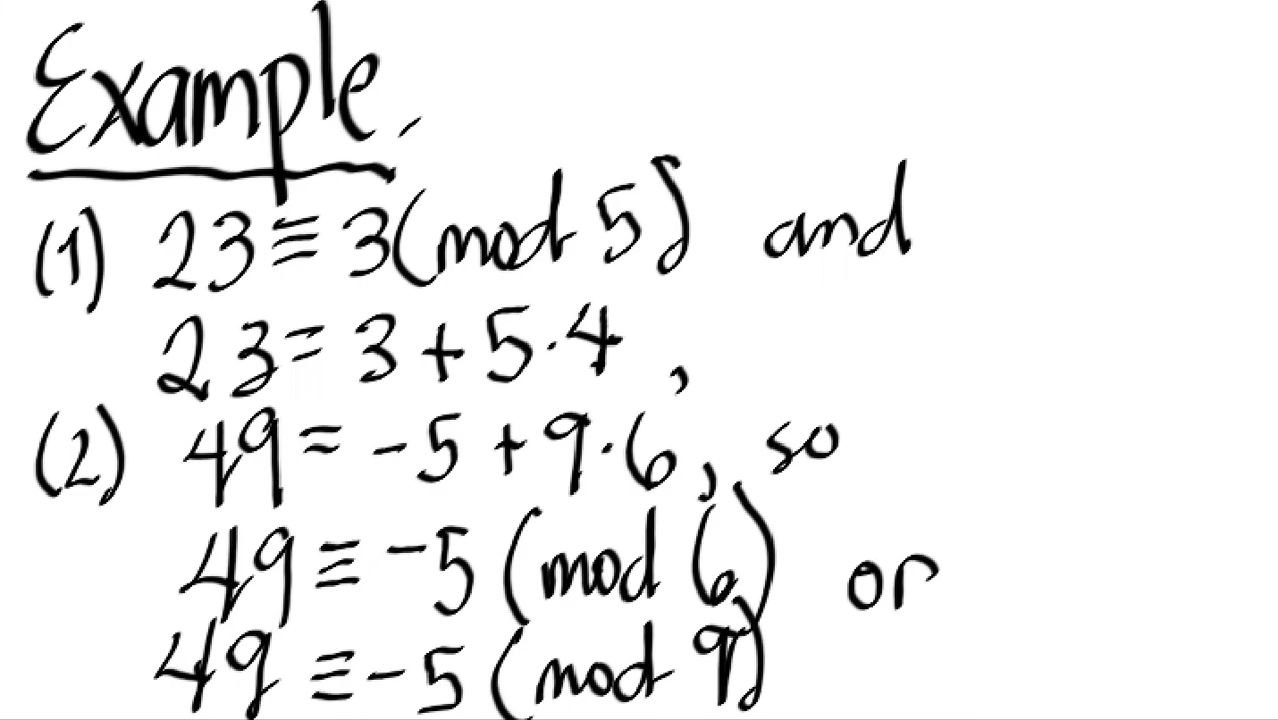 Example.
(1) 23 ≡ 3 (mod 5) and
23 = 3 + 5·4,
(2) 49 = -5 + 9·6, so
49 ≡ -5 (mod 6) or
49 ≡ -5 (mod 9)